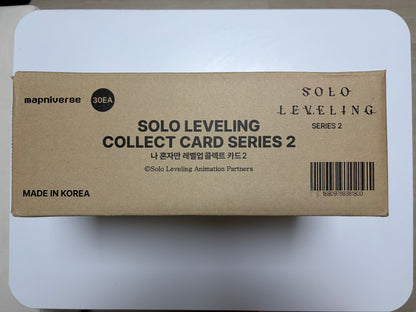 mapniverse
30EA
SOLO
LEVELING
SERIES 2
SOLO LEVELING
COLLECT CARD SERIES 2
나 혼자만 레벨업 콜렉트 카드2
©Solo Leveling Animation Partners
MADE IN KOREA